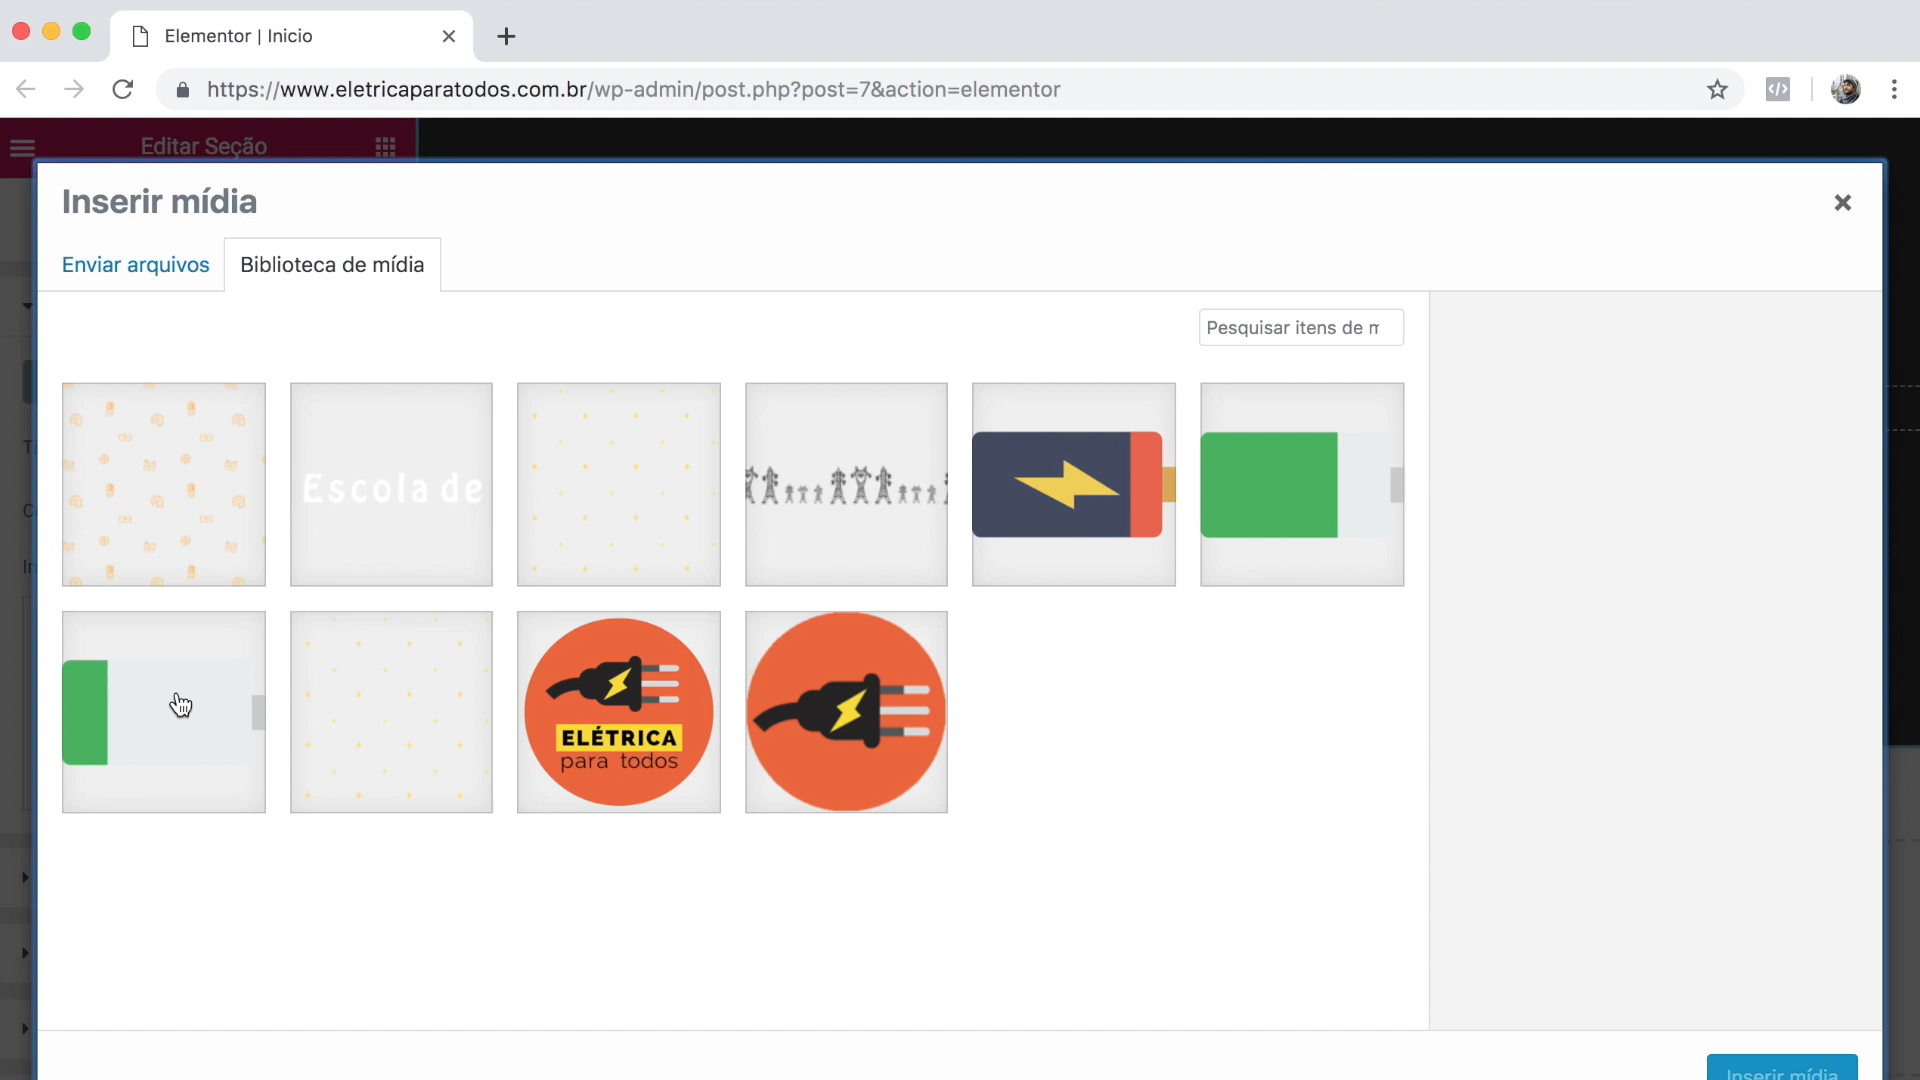 Elementor | Inicio
https://www.eletricaparatodos.com.br/wp-admin/post.php?post=7&action=elementor
Editar Seção
Inserir mídia
Enviar arquivos
Biblioteca de mídia
Pesquisar itens de
Escola de
ELÉTRICA
para todos
Inserir mídia